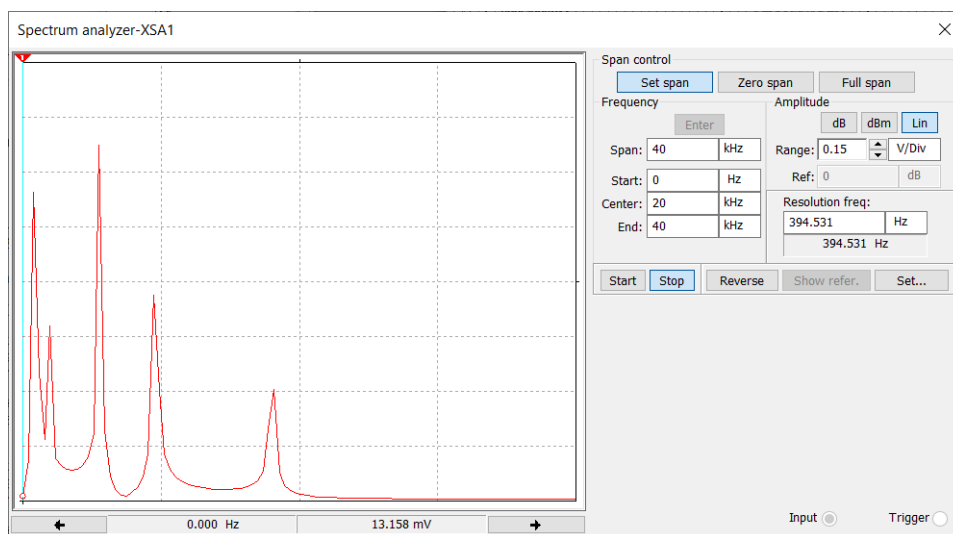 Spectrum analyzer-XSA1
1
Span control
Set span Zero span Full span
Frequency
Enter
Span: 40 kHz
Start: 0 Hz
Center: 20 kHz
End: 40 kHz
Amplitude
dB dBm Lin
Range: 0.15 V/Div
Ref: 0 dB
Resolution freq:
394.531 Hz
394.531 Hz
Start Stop Reverse Show refer. Set...
0.000 Hz 13.158 mV
Input Trigger